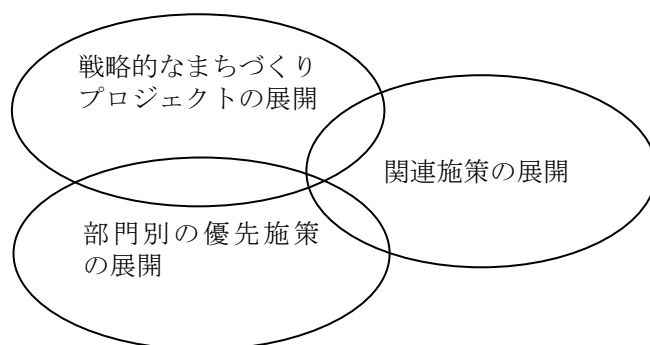 戦略的なまちづくり
プロジェクトの展開
関連施策の展開
部門別の優先施策
の展開